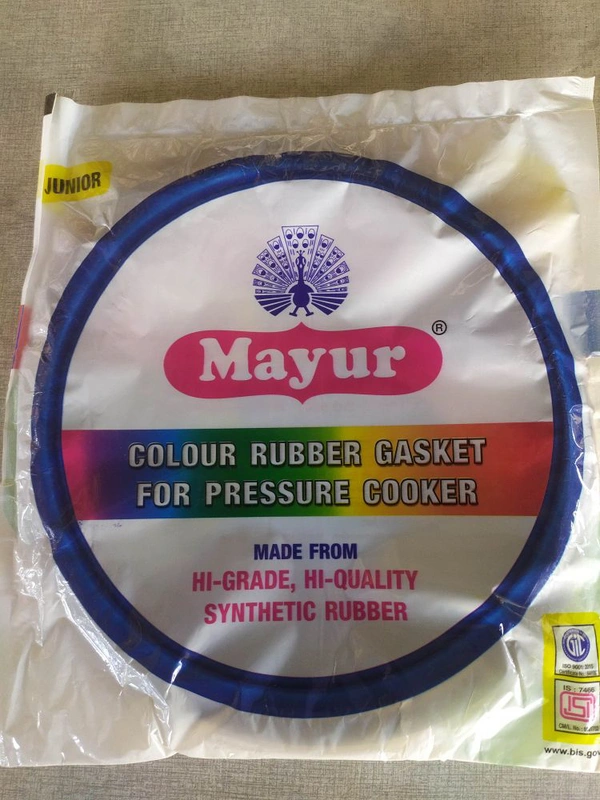 JUNIOR
Mayur ®
COLOUR RUBBER GASKET
FOR PRESSURE COOKER
MADE FROM
HI-GRADE, HI-QUALITY
SYNTHETIC RUBBER
GIC
IS : 7466
www.bis.gov